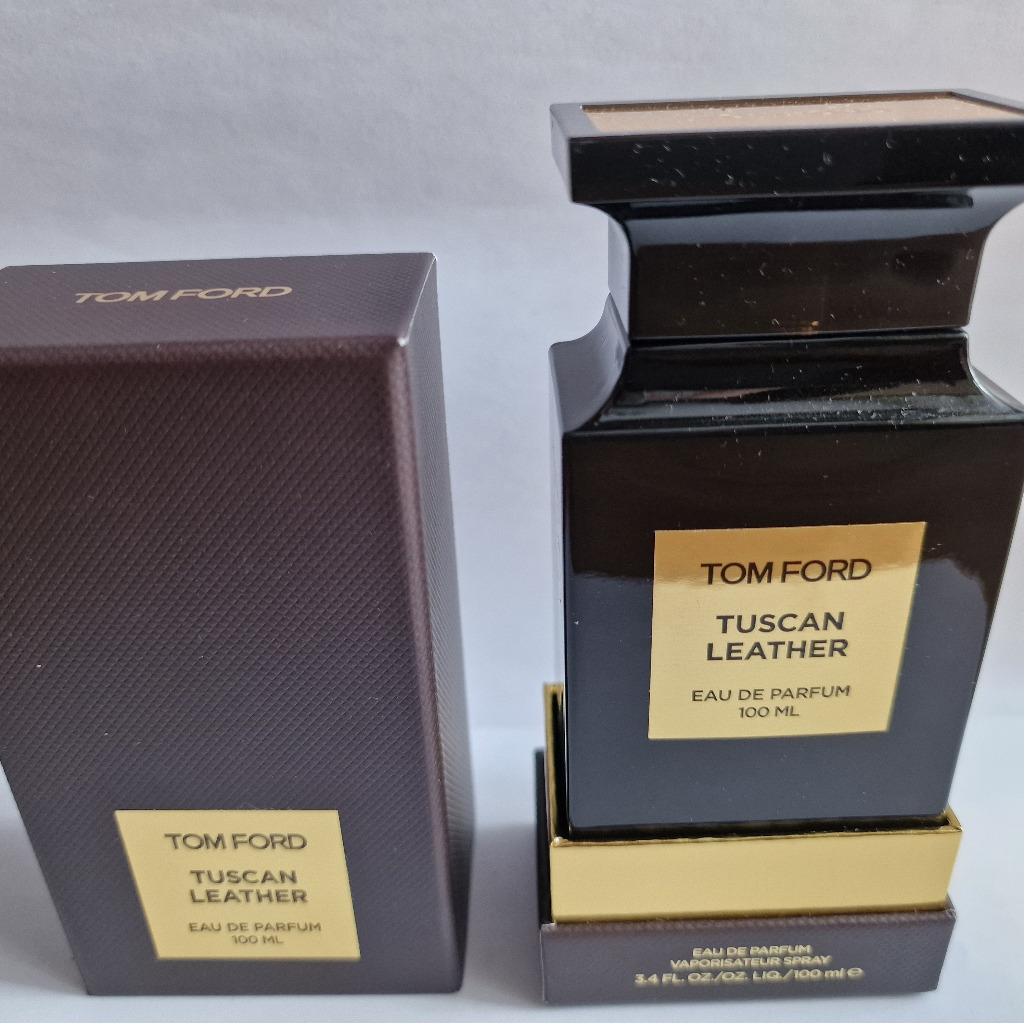 TOM FORD
TOM FORD
TUSCAN
LEATHER
EAU DE PARFUM
100 ML
TOM FORD
TUSCAN
LEATHER
EAU DE PARFUM
100 ML
EAU DE PARFUM
VAPORISATEUR SPRAY
3.4 FL. OZ./OZ. LIQ./100 ml ℮